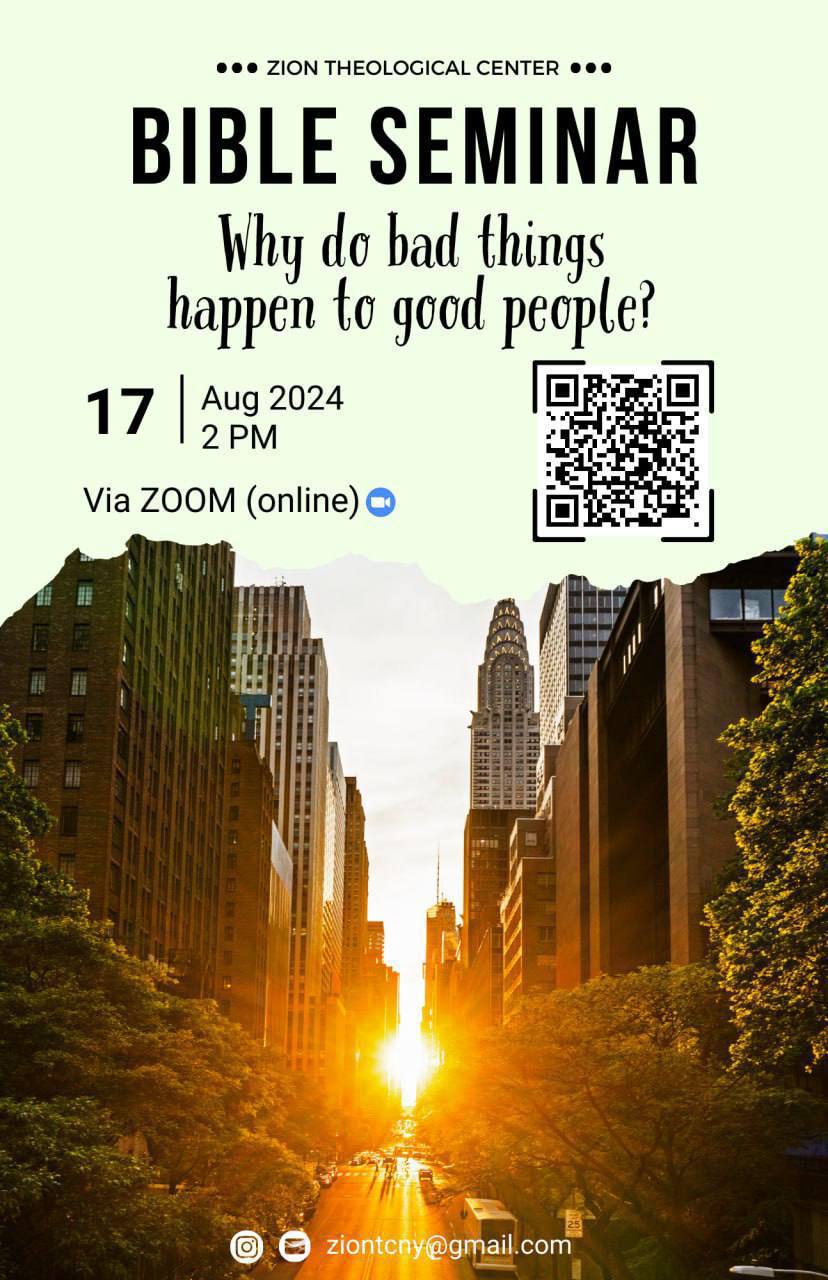 ZION THEOLOGICAL CENTER
BIBLE SEMINAR
Why do bad things
happen to good people?
17
Aug 2024
2 PM
Via ZOOM (online)
25
ziontcny@gmail.com